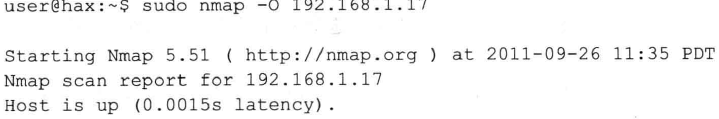 user@hax:~$ sudo nmap -O 192.168.1.17
Starting Nmap 5.51 ( http://nmap.org ) at 2011-09-26 11:35 PDT
Nmap scan report for 192.168.1.17
Host is up (0.0015s latency).